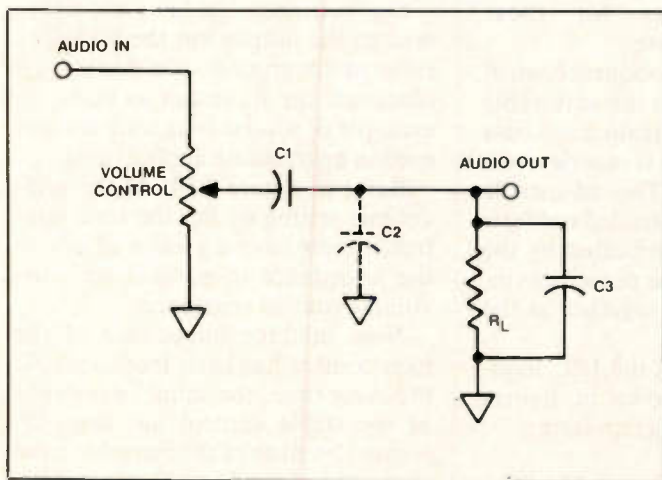 AUDIO IN
VOLUME
CONTROL
C1
C2
AUDIO OUT
RL
C3